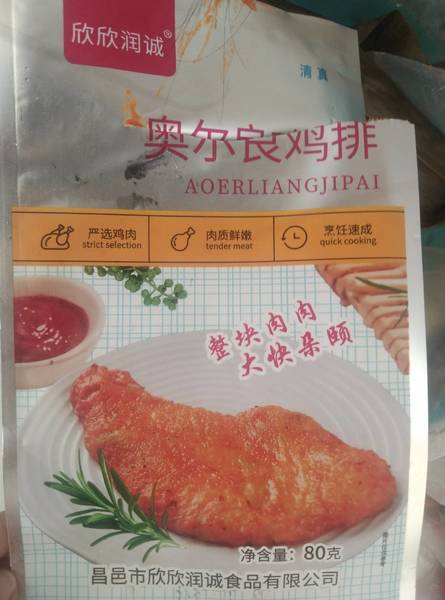 欣欣润诚®
清真
奥尔良鸡排
AOERLIANGJIPAI
严选鸡肉
strict selection
肉质鲜嫩
tender meat
烹饪速成
quick cooking
整块肉肉
大快朵颐
净含量：80克
昌邑市欣欣润诚食品有限公司